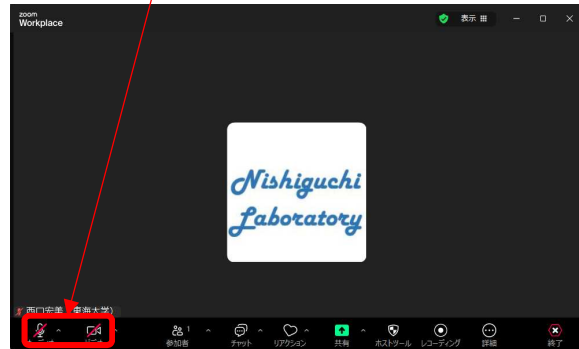 zoom
Workplace
表示
Nishiguchi
Laboratory
西口宏美（東海大学）
1
参加者
チャット
リアクション
共有
ホストツール
レコーディング
詳細
終了